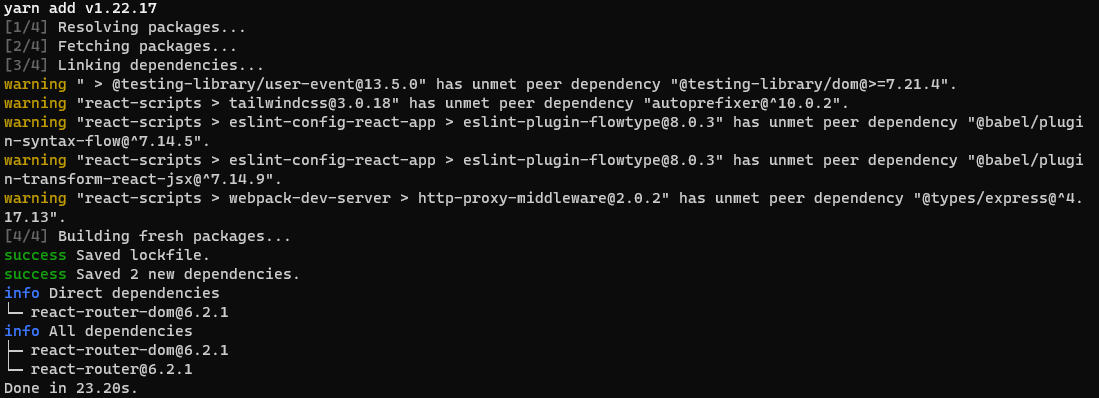 yarn add v1.22.17
[1/4] Resolving packages...
[2/4] Fetching packages...
[3/4] Linking dependencies...
warning " > @testing-library/user-event@13.5.0" has unmet peer dependency "@testing-library/dom@>=7.21.4".
warning "react-scripts > tailwindcss@3.0.18" has unmet peer dependency "autoprefixer@^10.0.2".
warning "react-scripts > eslint-config-react-app > eslint-plugin-flowtype@8.0.3" has unmet peer dependency "@babel/plugi
n-syntax-flow@^7.14.5".
warning "react-scripts > eslint-config-react-app > eslint-plugin-flowtype@8.0.3" has unmet peer dependency "@babel/plugi
n-transform-react-jsx@^7.14.9".
warning "react-scripts > webpack-dev-server > http-proxy-middleware@2.0.2" has unmet peer dependency "@types/express@^4.
17.13".
[4/4] Building fresh packages...
success Saved lockfile.
success Saved 2 new dependencies.
info Direct dependencies
└─ react-router-dom@6.2.1
info All dependencies
├─ react-router-dom@6.2.1
└─ react-router@6.2.1
Done in 23.20s.